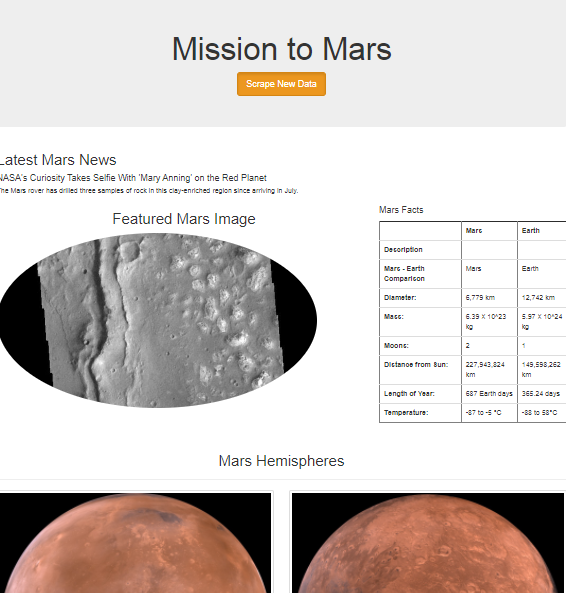 Mission to Mars
Scrape New Data
Latest Mars News
NASA's Curiosity Takes Selfie With 'Mary Anning' on the Red Planet
The Mars rover has drilled three samples of rock in this clay-enriched region since arriving in July.
Featured Mars Image
Mars Facts
Mars Earth
Description
Mars - Earth Comparison Mars Earth
Diameter: 6,779 km 12,742 km
Mass: 6.39 X 10^23 kg 5.97 X 10^24 kg
Moons: 2 1
Distance from Sun: 227,943,824 km 149,598,262 km
Length of Year: 687 Earth days 365.24 days
Temperature: -87 to -5 °C -88 to 58°C
Mars Hemispheres